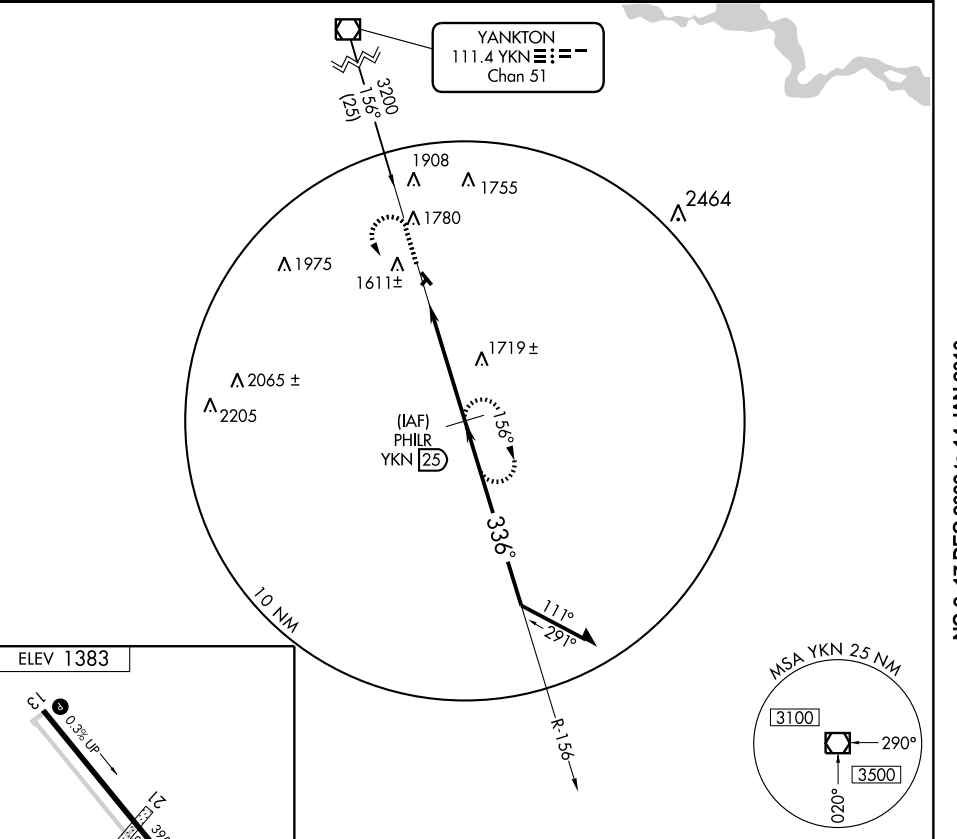 YANKTON
111.4 YKN
Chan 51
3200
156°
(25)
1908
1755
2464
1780
1975
1611±
1719 ±
2065 ±
2205
(IAF)
PHILR
YKN 25
156°
336°
10 NM
111°
291°
R-156
ELEV 1383
13
P
0.3% UP
21
MSA YKN 25 NM
3100
290°
3500
020°